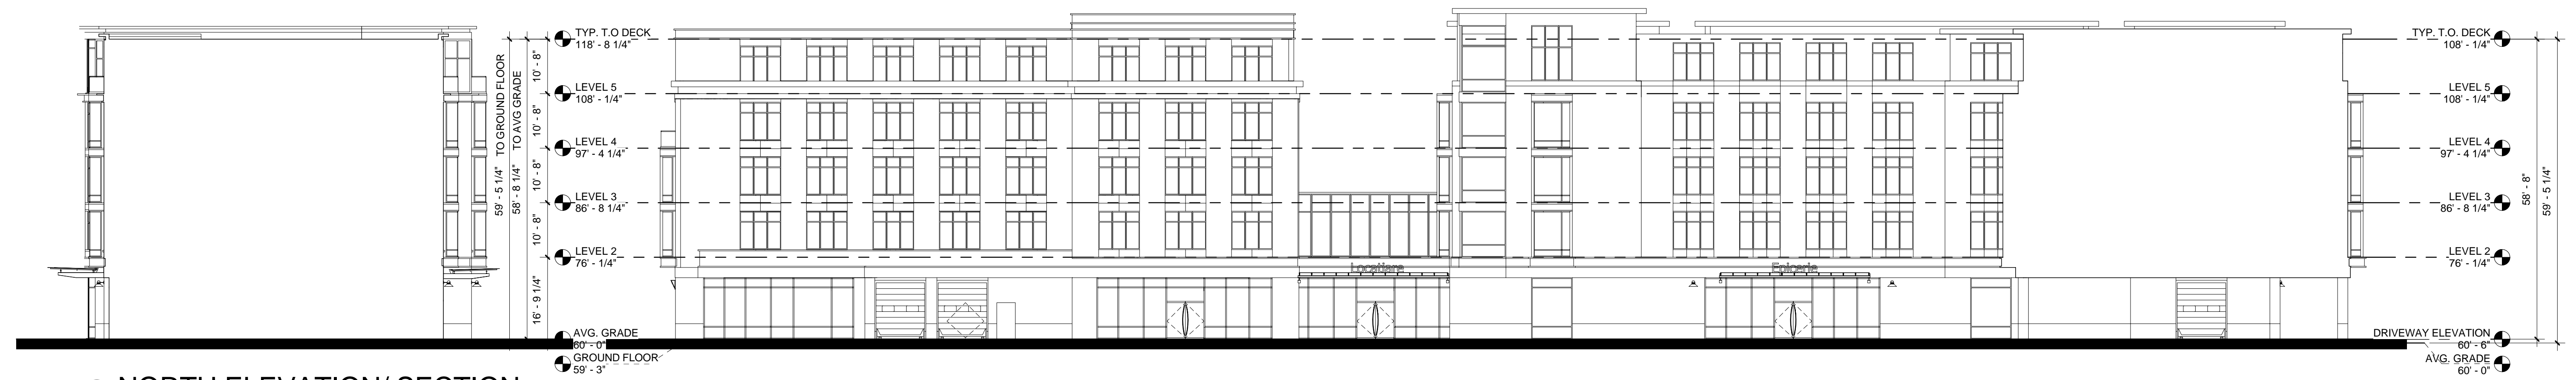 59' - 5 1/4" TO GROUND FLOOR
58' - 8 1/4" TO AVG GRADE
10' - 8"
10' - 8"
10' - 8"
10' - 8"
16' - 9 1/4"
TYP. T.O DECK
118' - 8 1/4"
LEVEL 5
108' - 1/4"
LEVEL 4
97' - 4 1/4"
LEVEL 3
86' - 8 1/4"
LEVEL 2
76' - 1/4"
AVG. GRADE
60' - 0"
GROUND FLOOR
59' - 3"
Locatiare
Epicerie
TYP. T.O. DECK
108' - 1/4"
LEVEL 5
108' - 1/4"
LEVEL 4
97' - 4 1/4"
LEVEL 3
86' - 8 1/4"
LEVEL 2
76' - 1/4"
DRIVEWAY ELEVATION
60' - 6"
AVG. GRADE
60' - 0"
58' - 8"
59' - 5 1/4"
NORTH ELEVATION/ SECTION